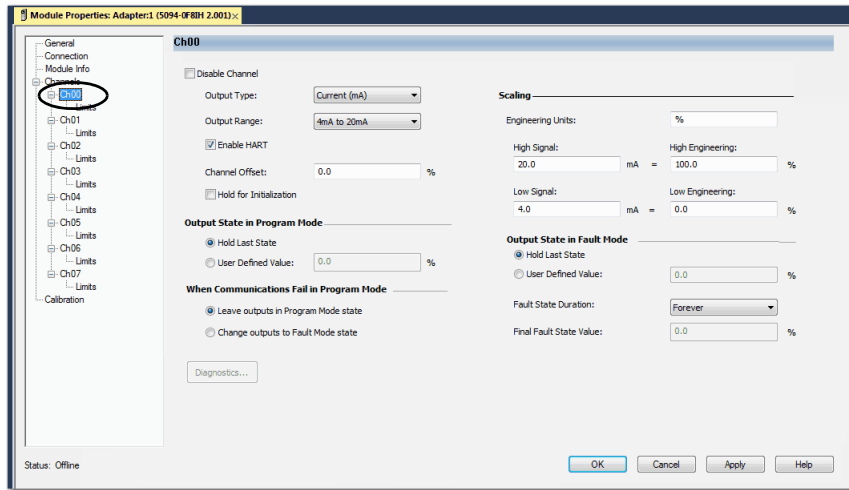 Module Properties: Adapter:1 (5094-OF8IH 2.001) ×
General
Connection
Module Info
Channels
Ch00
Limits
Ch01
Limits
Ch02
Limits
Ch03
Limits
Ch04
Limits
Ch05
Limits
Ch06
Limits
Ch07
Limits
Calibration
Ch00
Disable Channel
Output Type: Current (mA)
Output Range: 4mA to 20mA
Enable HART
Channel Offset: 0.0 %
Hold for Initialization
Output State in Program Mode
Hold Last State
User Defined Value: 0.0 %
When Communications Fail in Program Mode
Leave outputs in Program Mode state
Change outputs to Fault Mode state
Diagnostics...
Scaling
Engineering Units: %
High Signal: High Engineering:
20.0 mA = 100.0 %
Low Signal: Low Engineering:
4.0 mA = 0.0 %
Output State in Fault Mode
Hold Last State
User Defined Value: 0.0 %
Fault State Duration: Forever
Final Fault State Value: 0.0 %
Status: Offline
OK Cancel Apply Help